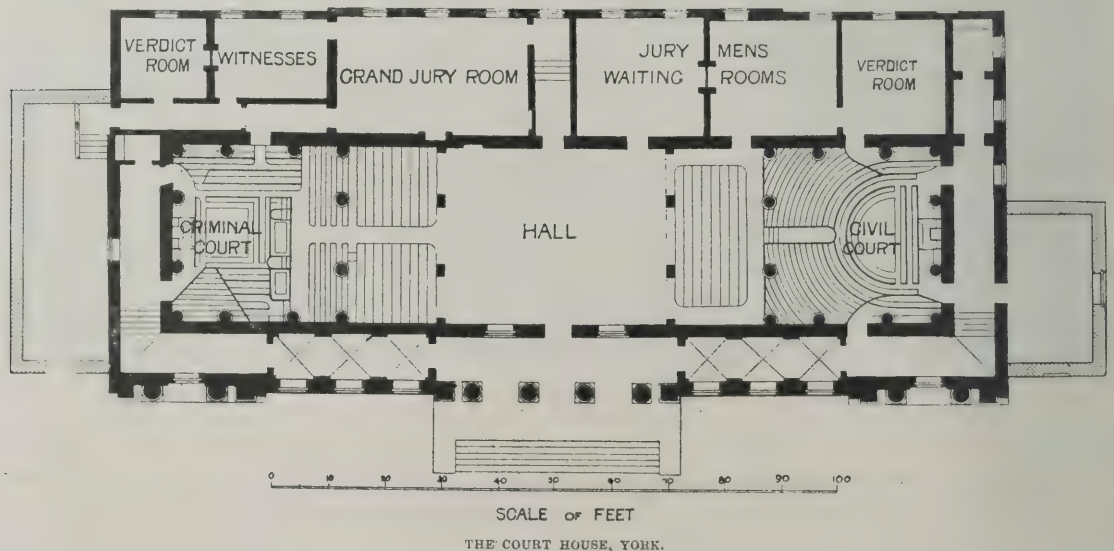 VERDICT
ROOM
WITNESSES
GRAND JURY ROOM
JURY
WAITING
MENS
ROOMS
VERDICT
ROOM
CRIMINAL
COURT
HALL
CIVIL
COURT
0 10 20 30 40 50 60 70 80 90 100
SCALE OF FEET
THE COURT HOUSE, YORK.